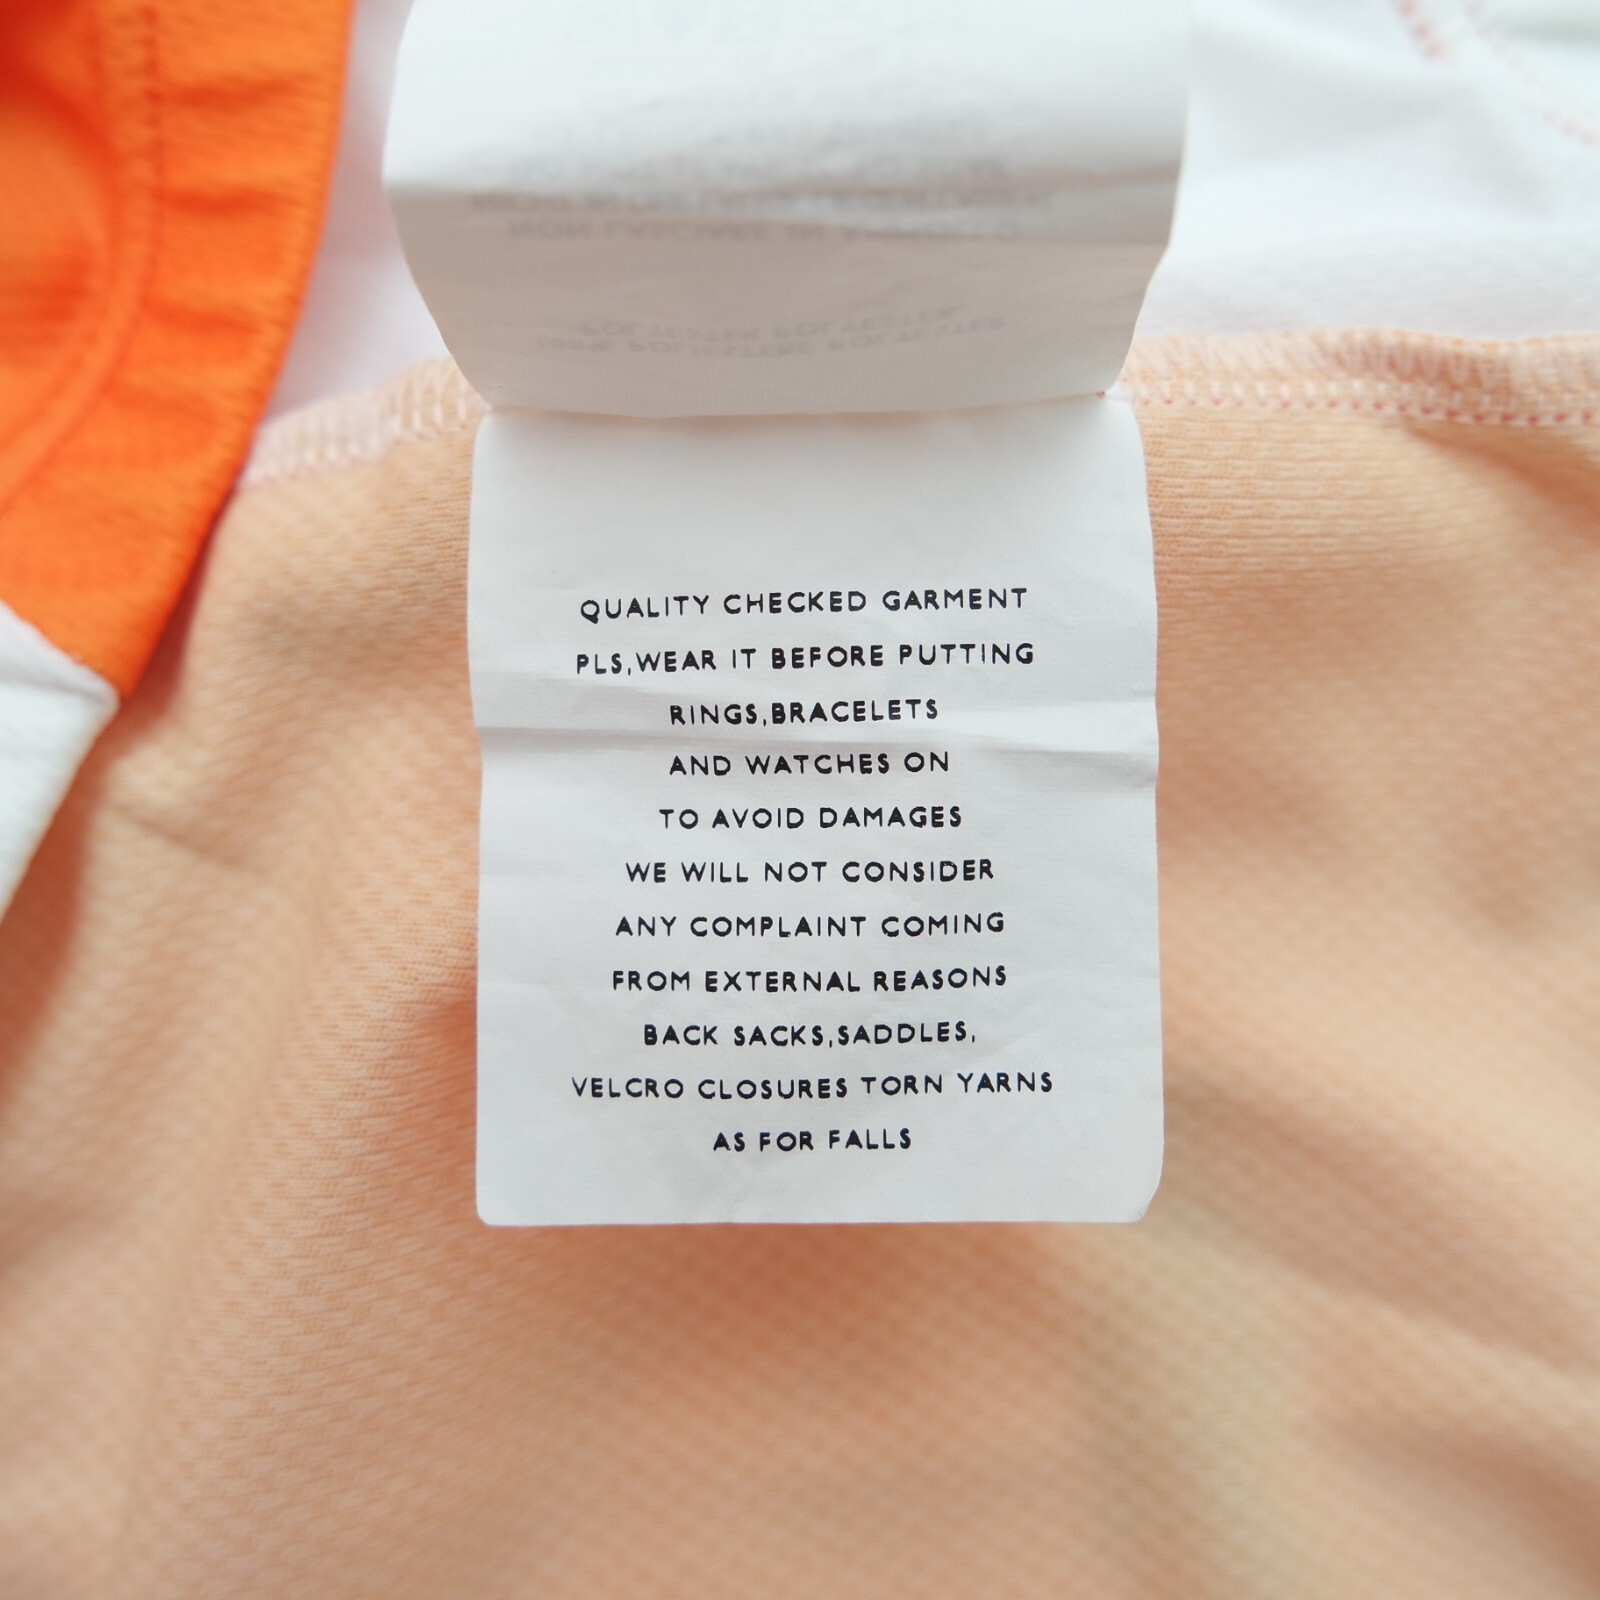 QUALITY CHECKED GARMENT
PLS,WEAR IT BEFORE PUTTING
RINGS,BRACELETS
AND WATCHES ON
TO AVOID DAMAGES
WE WILL NOT CONSIDER
ANY COMPLAINT COMING
FROM EXTERNAL REASONS
BACK SACKS,SADDLES,
VELCRO CLOSURES TORN YARNS
AS FOR FALLS